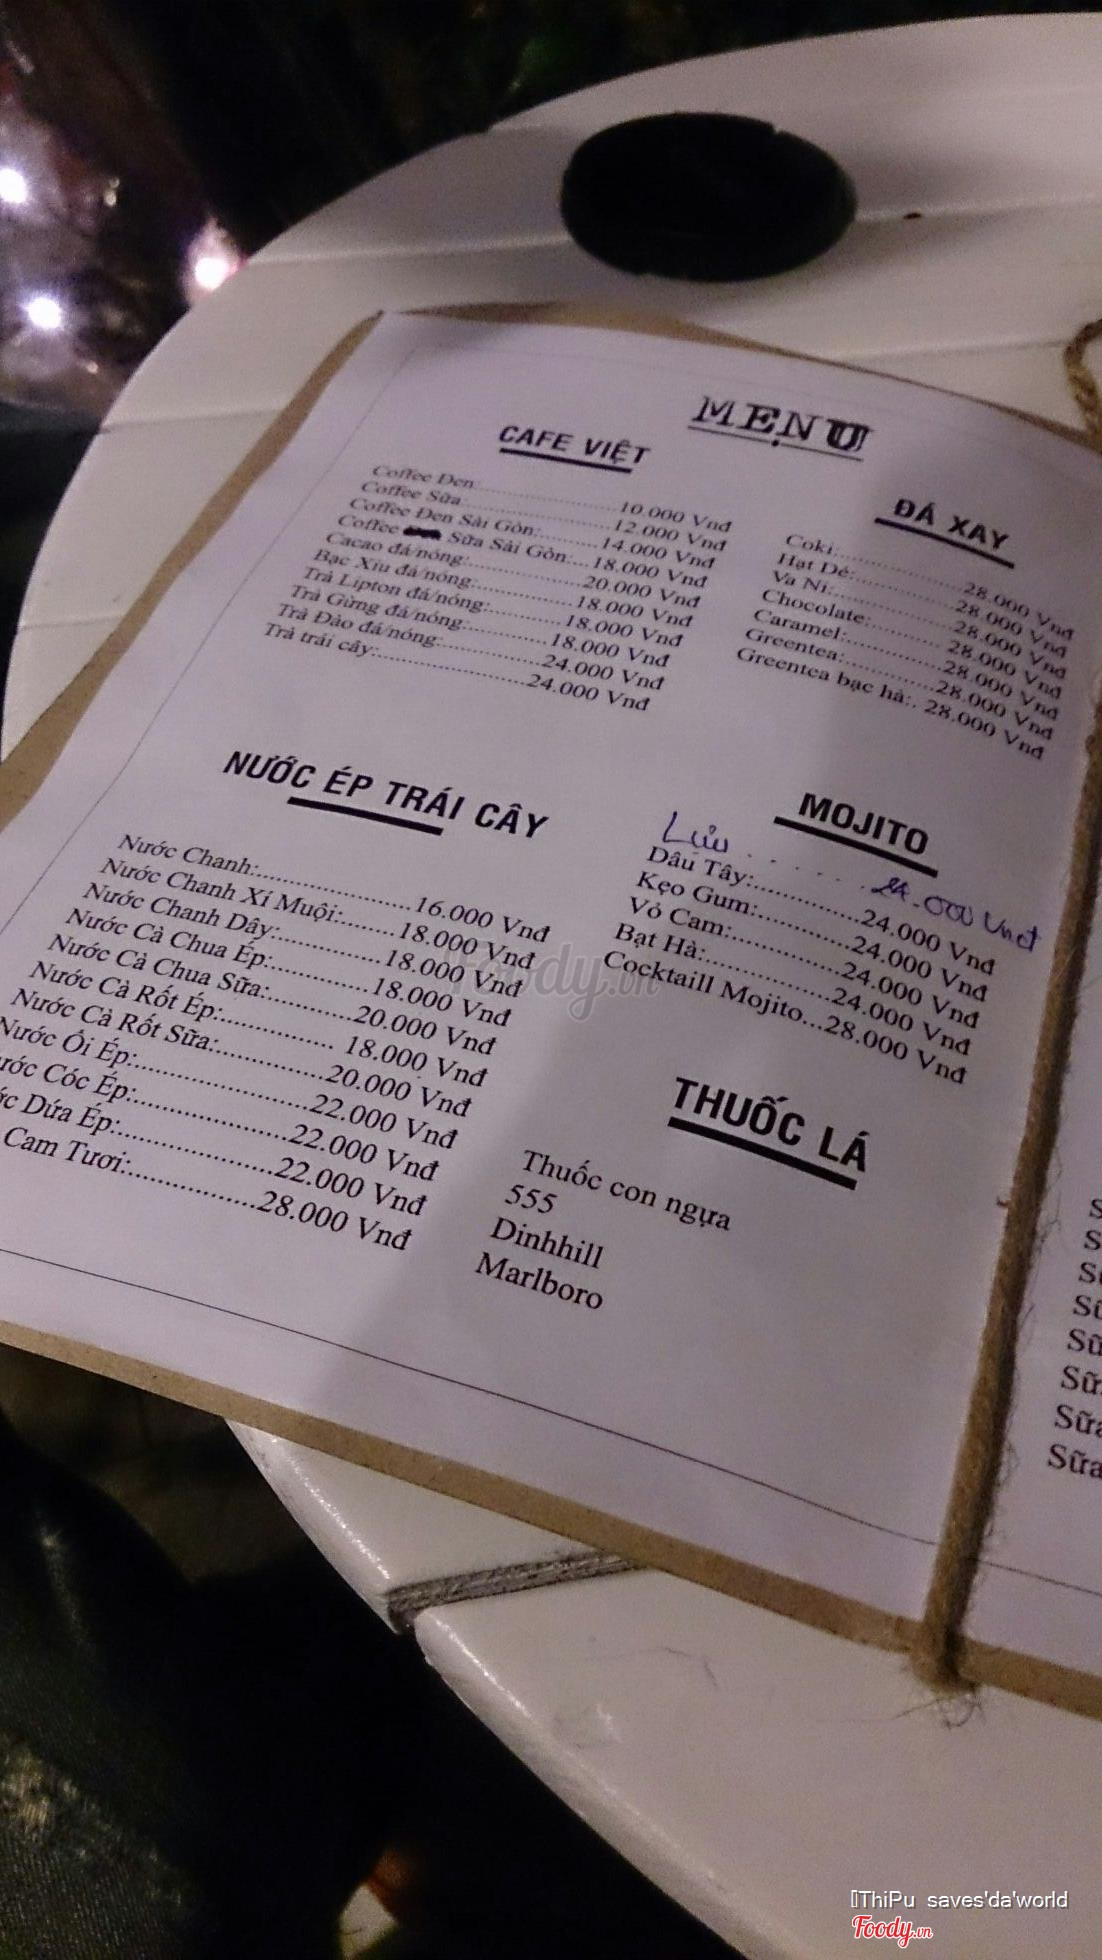 MENU
CAFE VIỆT
Coffee Đen:..........10.000 Vnđ
Coffee Sữa:..........12.000 Vnđ
Coffee Đen Sài Gòn:..........14.000 Vnđ
Coffee Sữa Sài Gòn:...18.000 Vnđ
Cacao đá/nóng:..........20.000 Vnđ
Bạc Xỉu đá/nóng:..........18.000 Vnđ
Trà Lipton đá/nóng:..........18.000 Vnđ
Trà Gừng đá/nóng:..........18.000 Vnđ
Trà Đào đá/nóng:..........24.000 Vnđ
Trà trái cây:..........24.000 Vnđ
ĐÁ XAY
Coki:..........28.000 Vnđ
Hạt Dẻ:..........28.000 Vnđ
Va Ni:..........28.000 Vnđ
Chocolate:..........28.000 Vnđ
Caramel:..........28.000 Vnđ
Greentea:..........28.000 Vnđ
Greentea bạc hà:. 28.000 Vnđ
NƯỚC ÉP TRÁI CÂY
Nước Chanh:..........16.000 Vnđ
Nước Chanh Xí Muội:..........18.000 Vnđ
Nước Chanh Dây:..........18.000 Vnđ
Nước Cà Chua Ép:..........18.000 Vnđ
Nước Cà Chua Sữa:..........20.000 Vnđ
Nước Cà Rốt Ép:.......... 18.000 Vnđ
Nước Cà Rốt Sữa:..........20.000 Vnđ
Nước Ổi Ép:..........22.000 Vnđ
ước Cóc Ép:..........22.000 Vnđ
ớc Dứa Ép:..........22.000 Vnđ
Cam Tươi:..........28.000 Vnđ
MOJITO
Lựu . . . . . . 24.000 Vnđ
Dâu Tây:..........24.000 Vnđ
Kẹo Gum:..........24.000 Vnđ
Vỏ Cam:..........24.000 Vnđ
Bạt Hà:..........24.000 Vnđ
Cocktaill Mojito...28.000 Vnđ
THUỐC LÁ
Thuốc con ngựa
555
Dinhhill
Marlboro
Sữa
Sữa
Foody.vn
ThiPu saves'da'world
Foody.vn